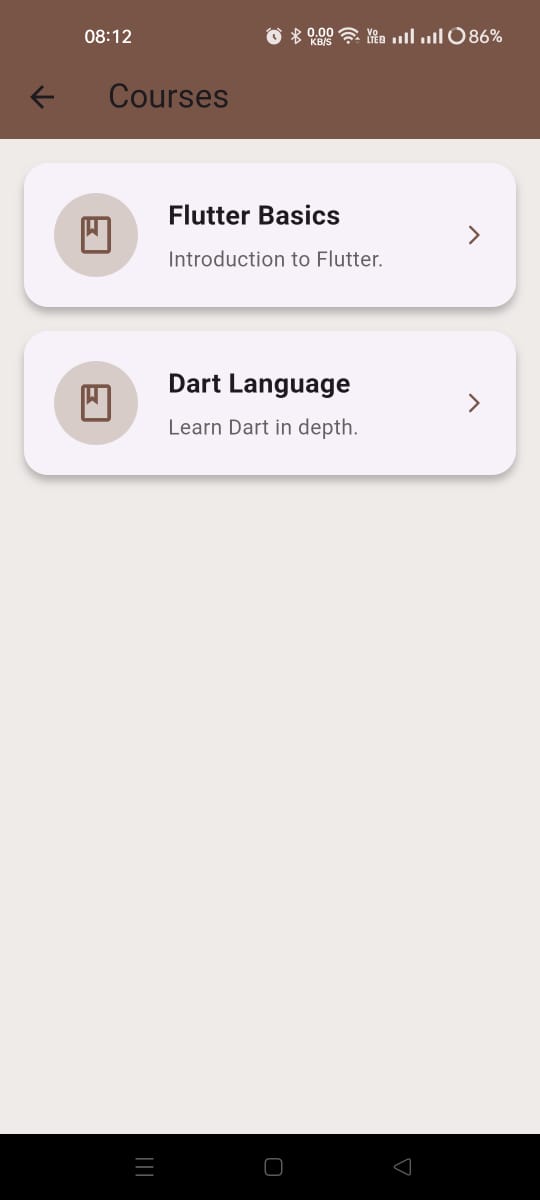 08:12
0.00
KB/S
Vo
LTE2
86%
Courses
Flutter Basics
Introduction to Flutter.
Dart Language
Learn Dart in depth.